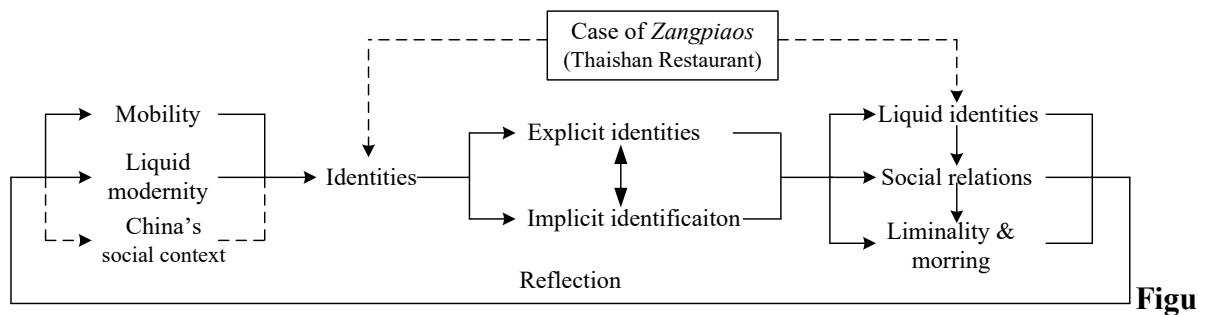 Case of Zangpiaos
(Thaishan Restaurant)
Mobility
Liquid
modernity
China's
social context
Identities
Explicit identities
Implicit identificaiton
Liquid identities
Social relations
Liminality &
morring
Reflection
Figu